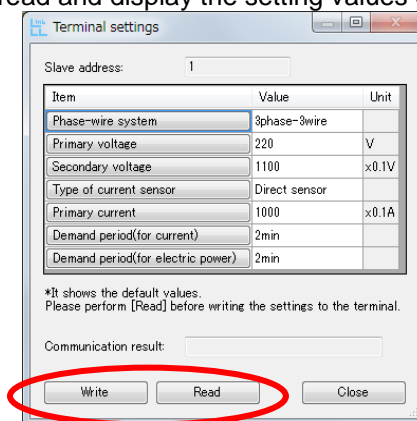 read and display the setting values
Terminal settings
Slave address: 1
Item Value Unit
Phase-wire system 3phase-3wire
Primary voltage 220 V
Secondary voltage 1100 x0.1V
Type of current sensor Direct sensor
Primary current 1000 x0.1A
Demand period(for current) 2min
Demand period(for electric power) 2min
*It shows the default values.
Please perform [Read] before writing the settings to the terminal.
Communication result:
Write Read Close